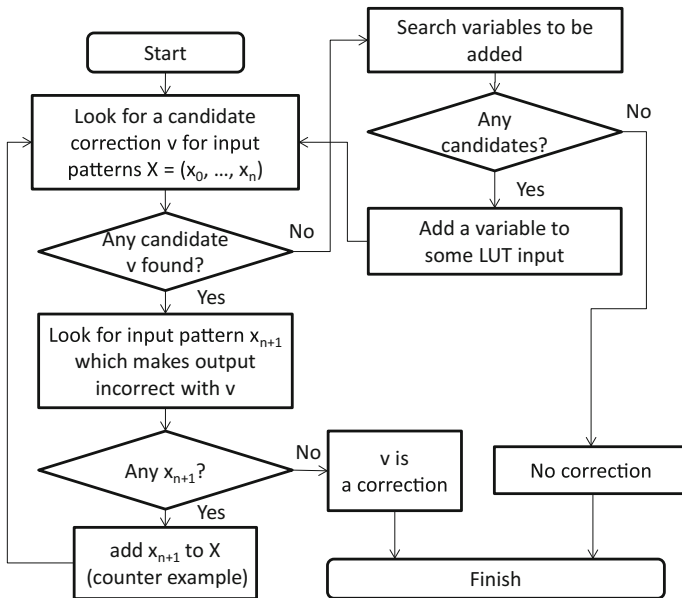 Start
Look for a candidate
correction v for input
patterns X = (x₀, ..., xₙ)
Any candidate
v found?
No
Yes
Look for input pattern xₙ₊₁
which makes output
incorrect with v
Any xₙ₊₁?
No
Yes
add xₙ₊₁ to X
(counter example)
v is
a correction
Search variables to be
added
Any
candidates?
No
Yes
Add a variable to
some LUT input
No correction
Finish